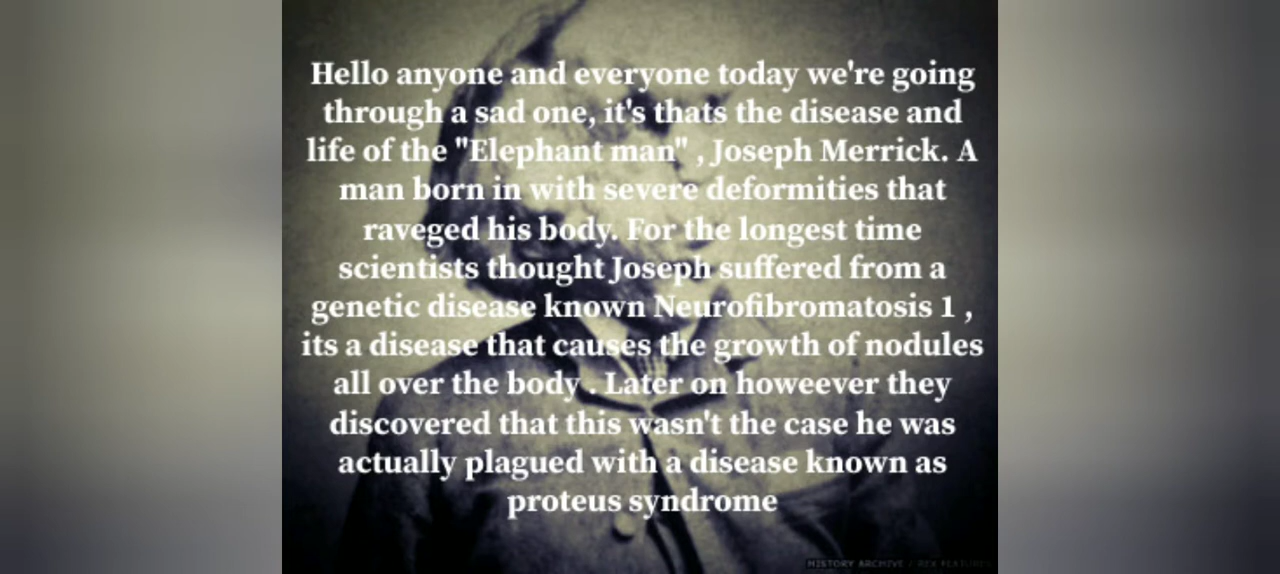 Hello anyone and everyone today we're going
through a sad one, it's thats the disease and
life of the "Elephant man" , Joseph Merrick. A
man born in with severe deformities that
raveged his body. For the longest time
scientists thought Joseph suffered from a
genetic disease known Neurofibromatosis 1 ,
its a disease that causes the growth of nodules
all over the body . Later on howeever they
discovered that this wasn't the case he was
actually plagued with a disease known as
proteus syndrome
HISTORY ARCHIVE / REX FEATURES